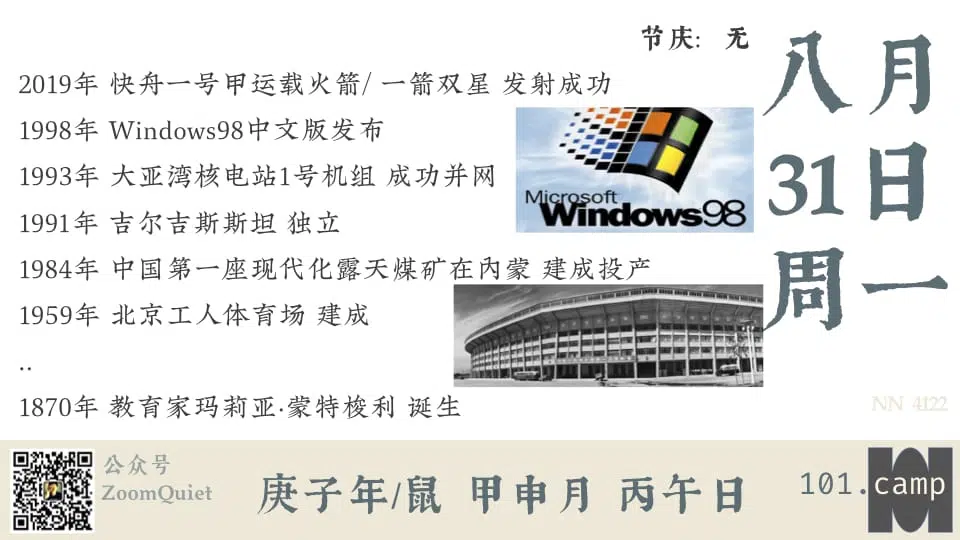 节庆: 无
八月
31日
周一
2019年 快舟一号甲运载火箭/ 一箭双星 发射成功
1998年 Windows98中文版发布
1993年 大亚湾核电站1号机组 成功并网
1991年 吉尔吉斯斯坦 独立
1984年 中国第一座现代化露天煤矿在内蒙 建成投产
1959年 北京工人体育场 建成
..
1870年 教育家玛莉亚·蒙特梭利 诞生
Microsoft
Windows98
NN 4122
公众号
ZoomQuiet
庚子年/鼠 甲申月 丙午日
101.camp